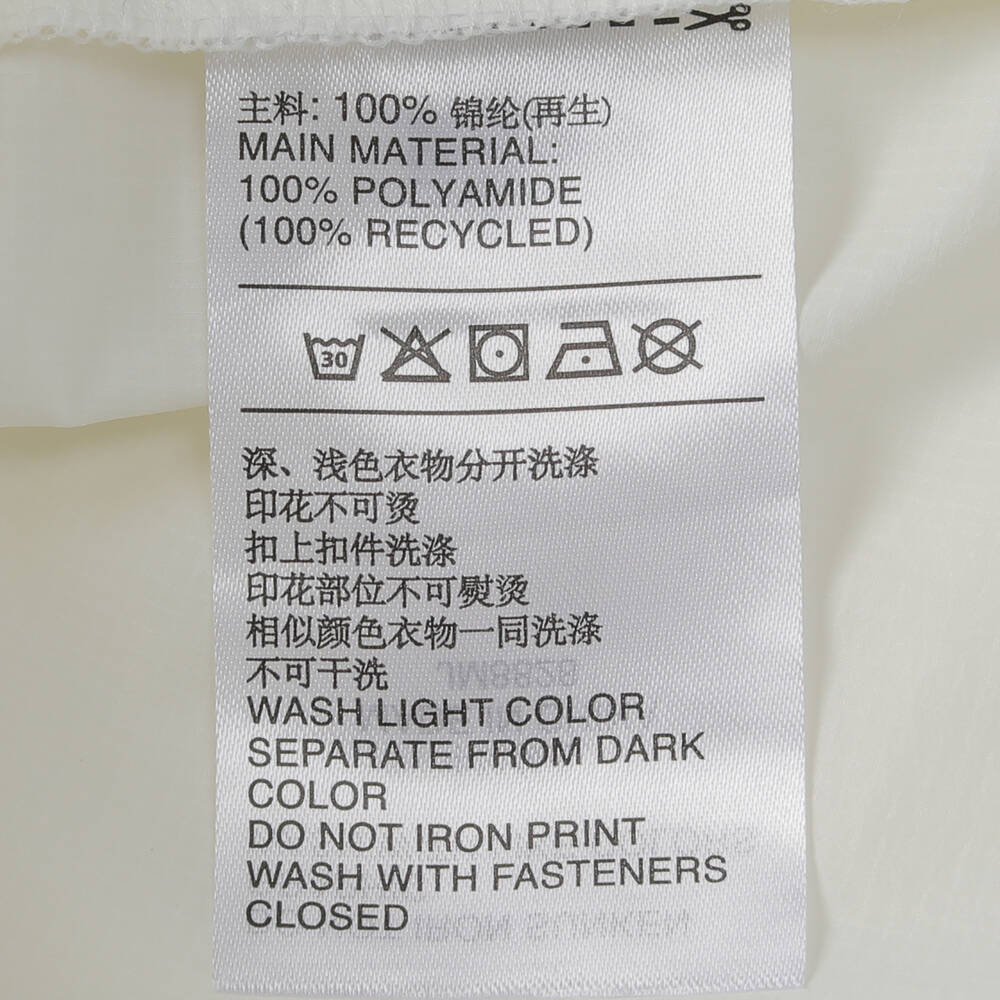 主料: 100% 锦纶(再生)
MAIN MATERIAL:
100% POLYAMIDE
(100% RECYCLED)
30
深、浅色衣物分开洗涤
印花不可烫
扣上扣件洗涤
印花部位不可熨烫
相似颜色衣物一同洗涤
不可干洗
WASH LIGHT COLOR
SEPARATE FROM DARK
COLOR
DO NOT IRON PRINT
WASH WITH FASTENERS
CLOSED